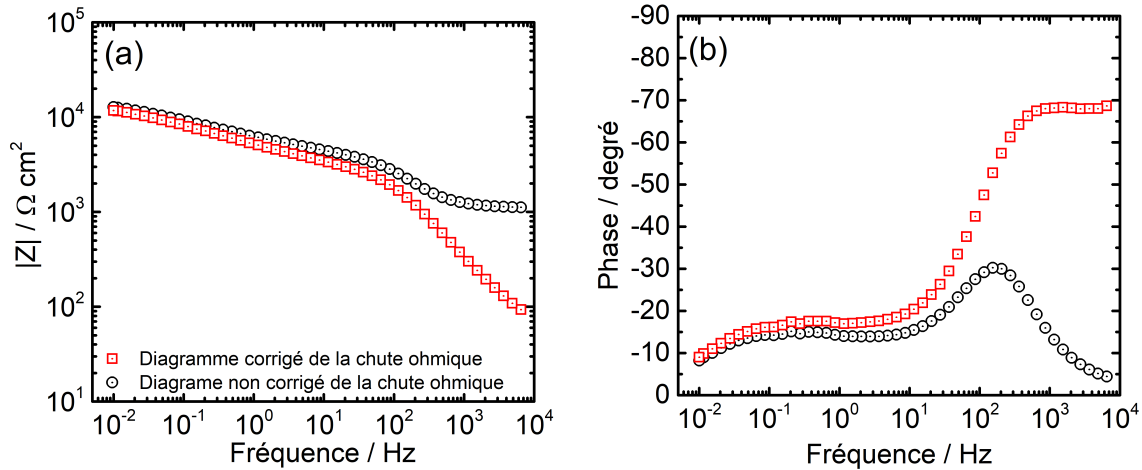 (a)
10^5
10^4
10^3
10^2
10^1
|Z| / Ω cm²
Diagramme corrigé de la chute ohmique
Diagrame non corrigé de la chute ohmique
10^-2 10^-1 10^0 10^1 10^2 10^3 10^4
Fréquence / Hz
(b)
-90
-80
-70
-60
-50
-40
-30
-20
-10
0
Phase / degré
10^-2 10^-1 10^0 10^1 10^2 10^3 10^4
Fréquence / Hz